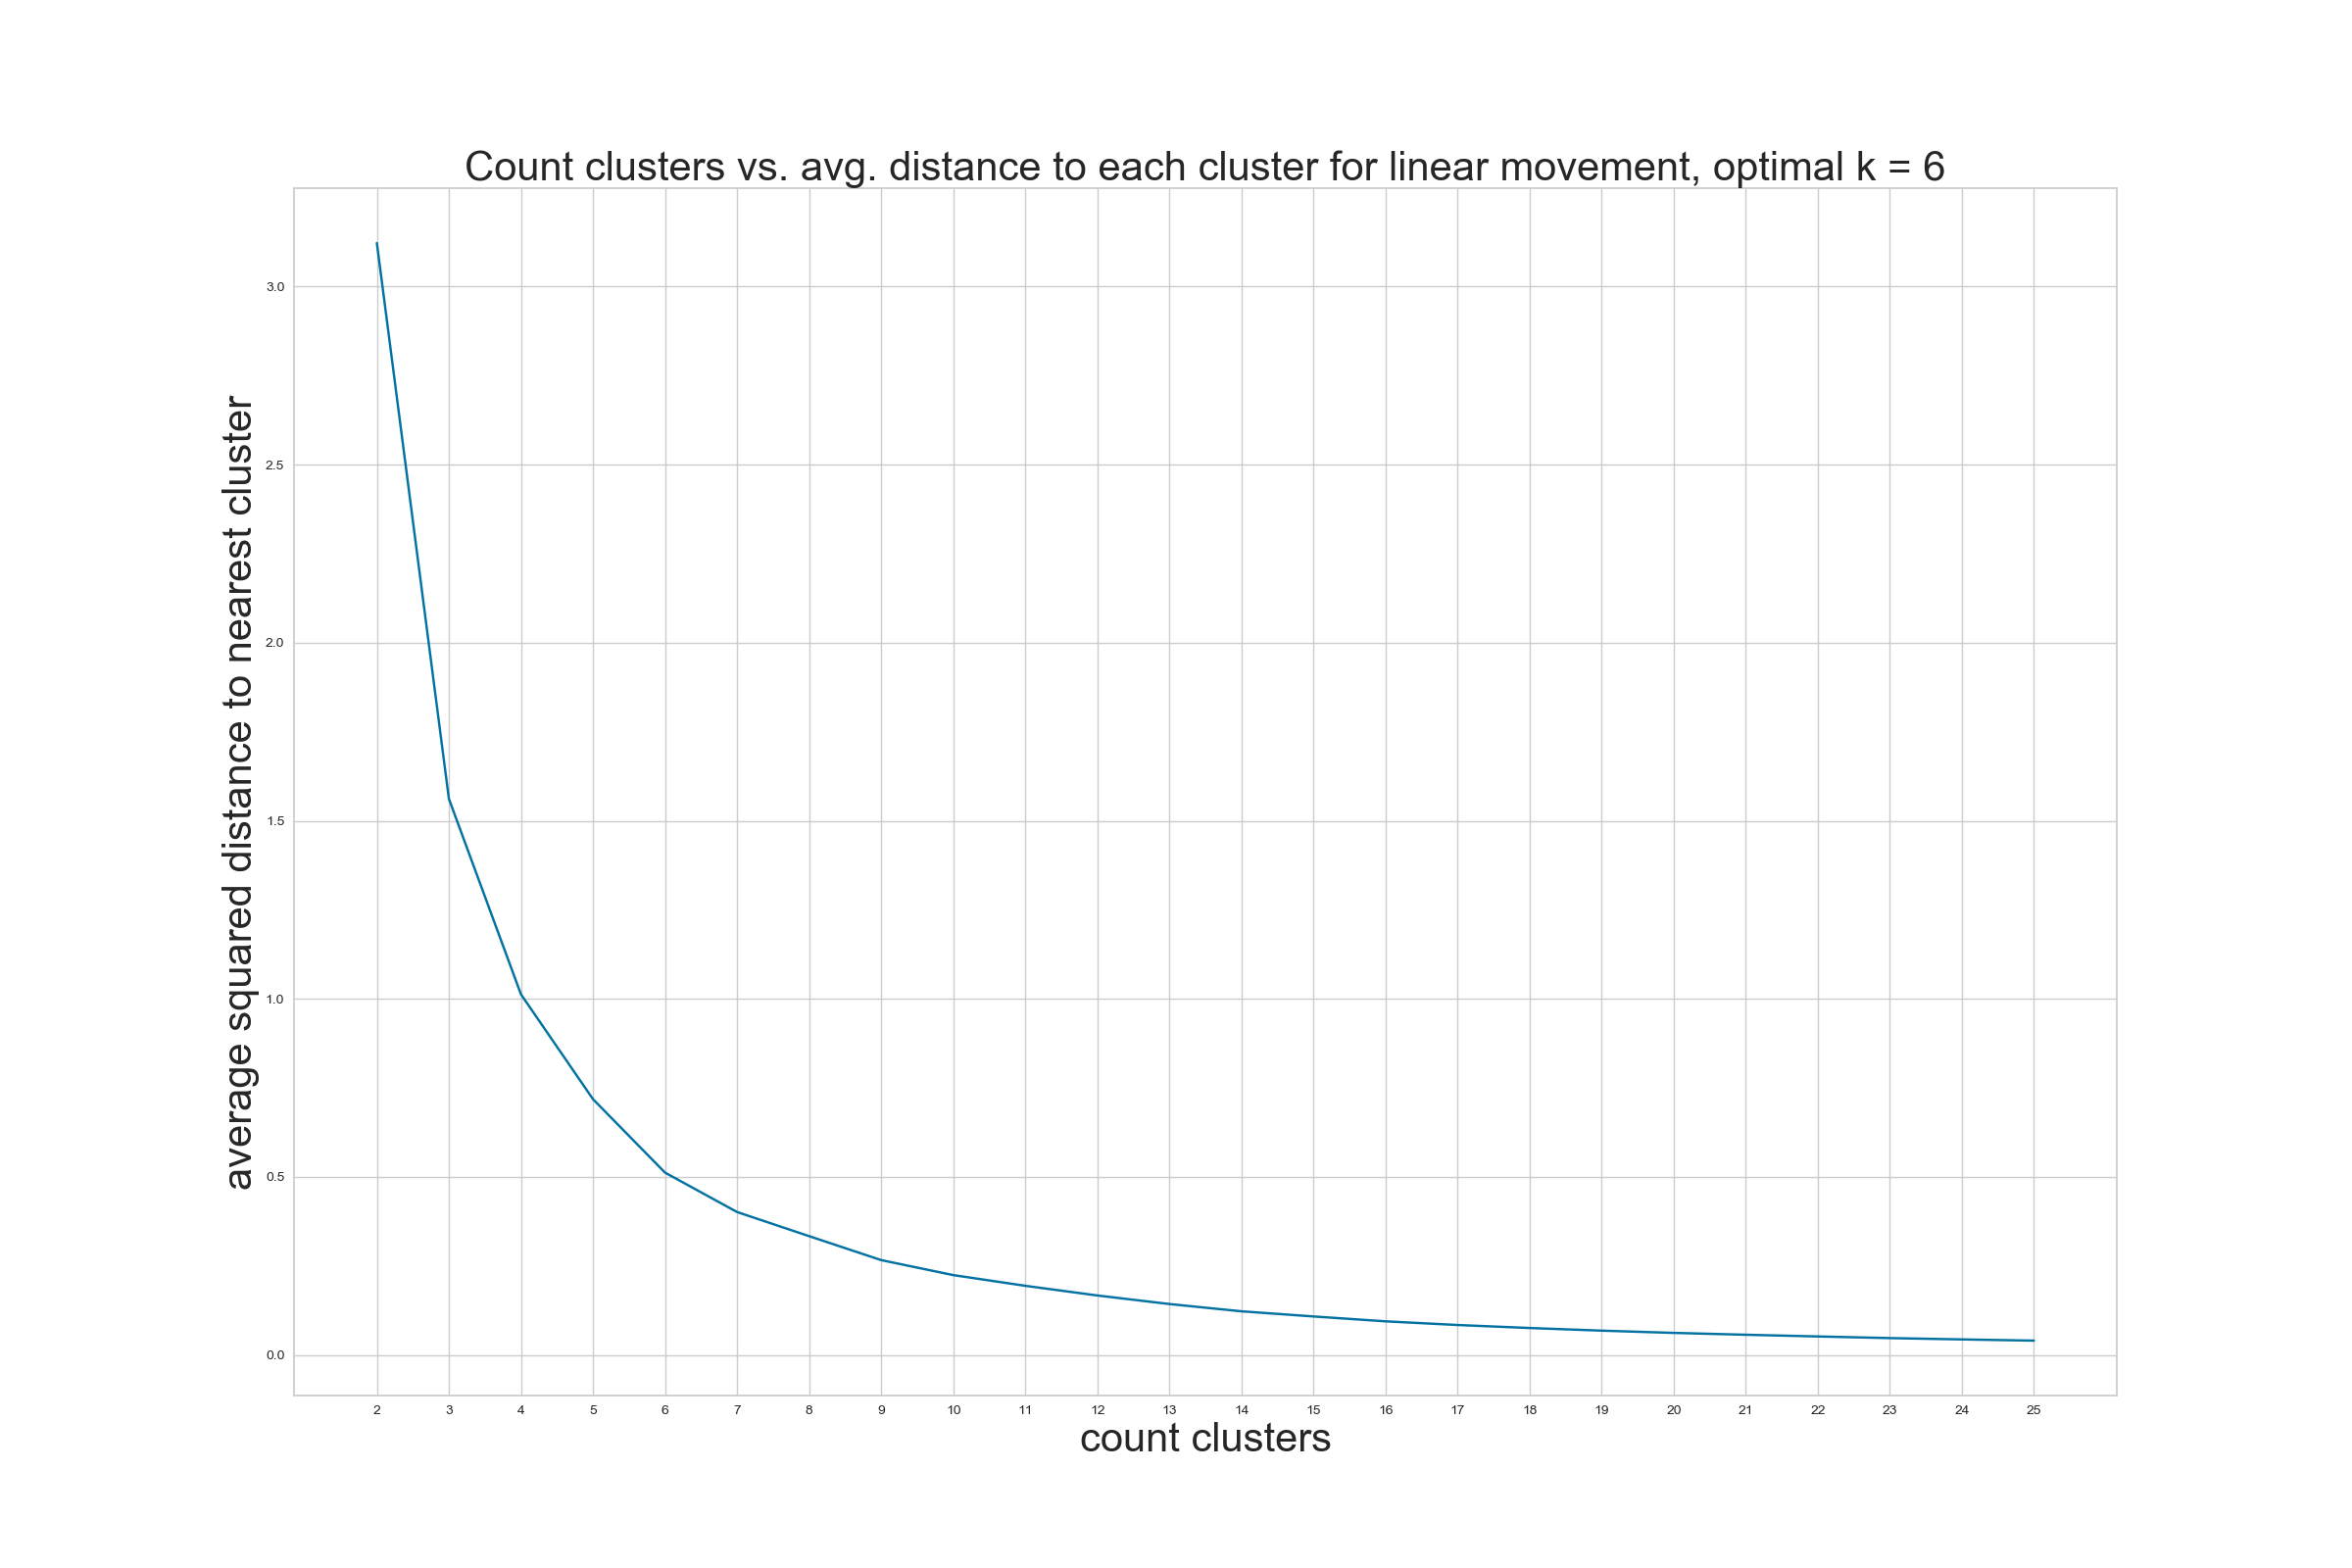 Count clusters vs. avg. distance to each cluster for linear movement, optimal k = 6
average squared distance to nearest cluster
3.0
2.5
2.0
1.5
1.0
0.5
0.0
2 3 4 5 6 7 8 9 10 11 12 13 14 15 16 17 18 19 20 21 22 23 24 25
count clusters